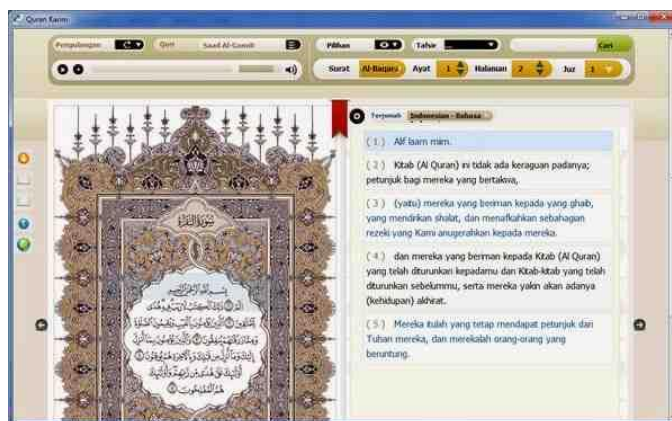 Quran Karim
Pengulangan Qori Saad Al-Gamdi Pilihan Tafsir ... Cari
Surat Al-Baqara Ayat 1 Halaman 2 Juz 1
Terjemah Indonesian - Bahasa
( 1 ) Alif laam miim.
( 2 ) Kitab (Al Quran) ini tidak ada keraguan padanya;
petunjuk bagi mereka yang bertakwa,
( 3 ) (yaitu) mereka yang beriman kepada yang ghaib,
yang mendirikan shalat, dan menafkahkan sebahagian
rezeki yang Kami anugerahkan kepada mereka.
( 4 ) dan mereka yang beriman kepada Kitab (Al Quran)
yang telah diturunkan kepadamu dan Kitab-kitab yang telah
diturunkan sebelummu, serta mereka yakin akan adanya
(kehidupan) akhirat.
( 5 ) Mereka itulah yang tetap mendapat petunjuk dari
Tuhan mereka, dan merekalah orang-orang yang
beruntung.
سورة البقرة
بسم الله الرحمن الرحيم